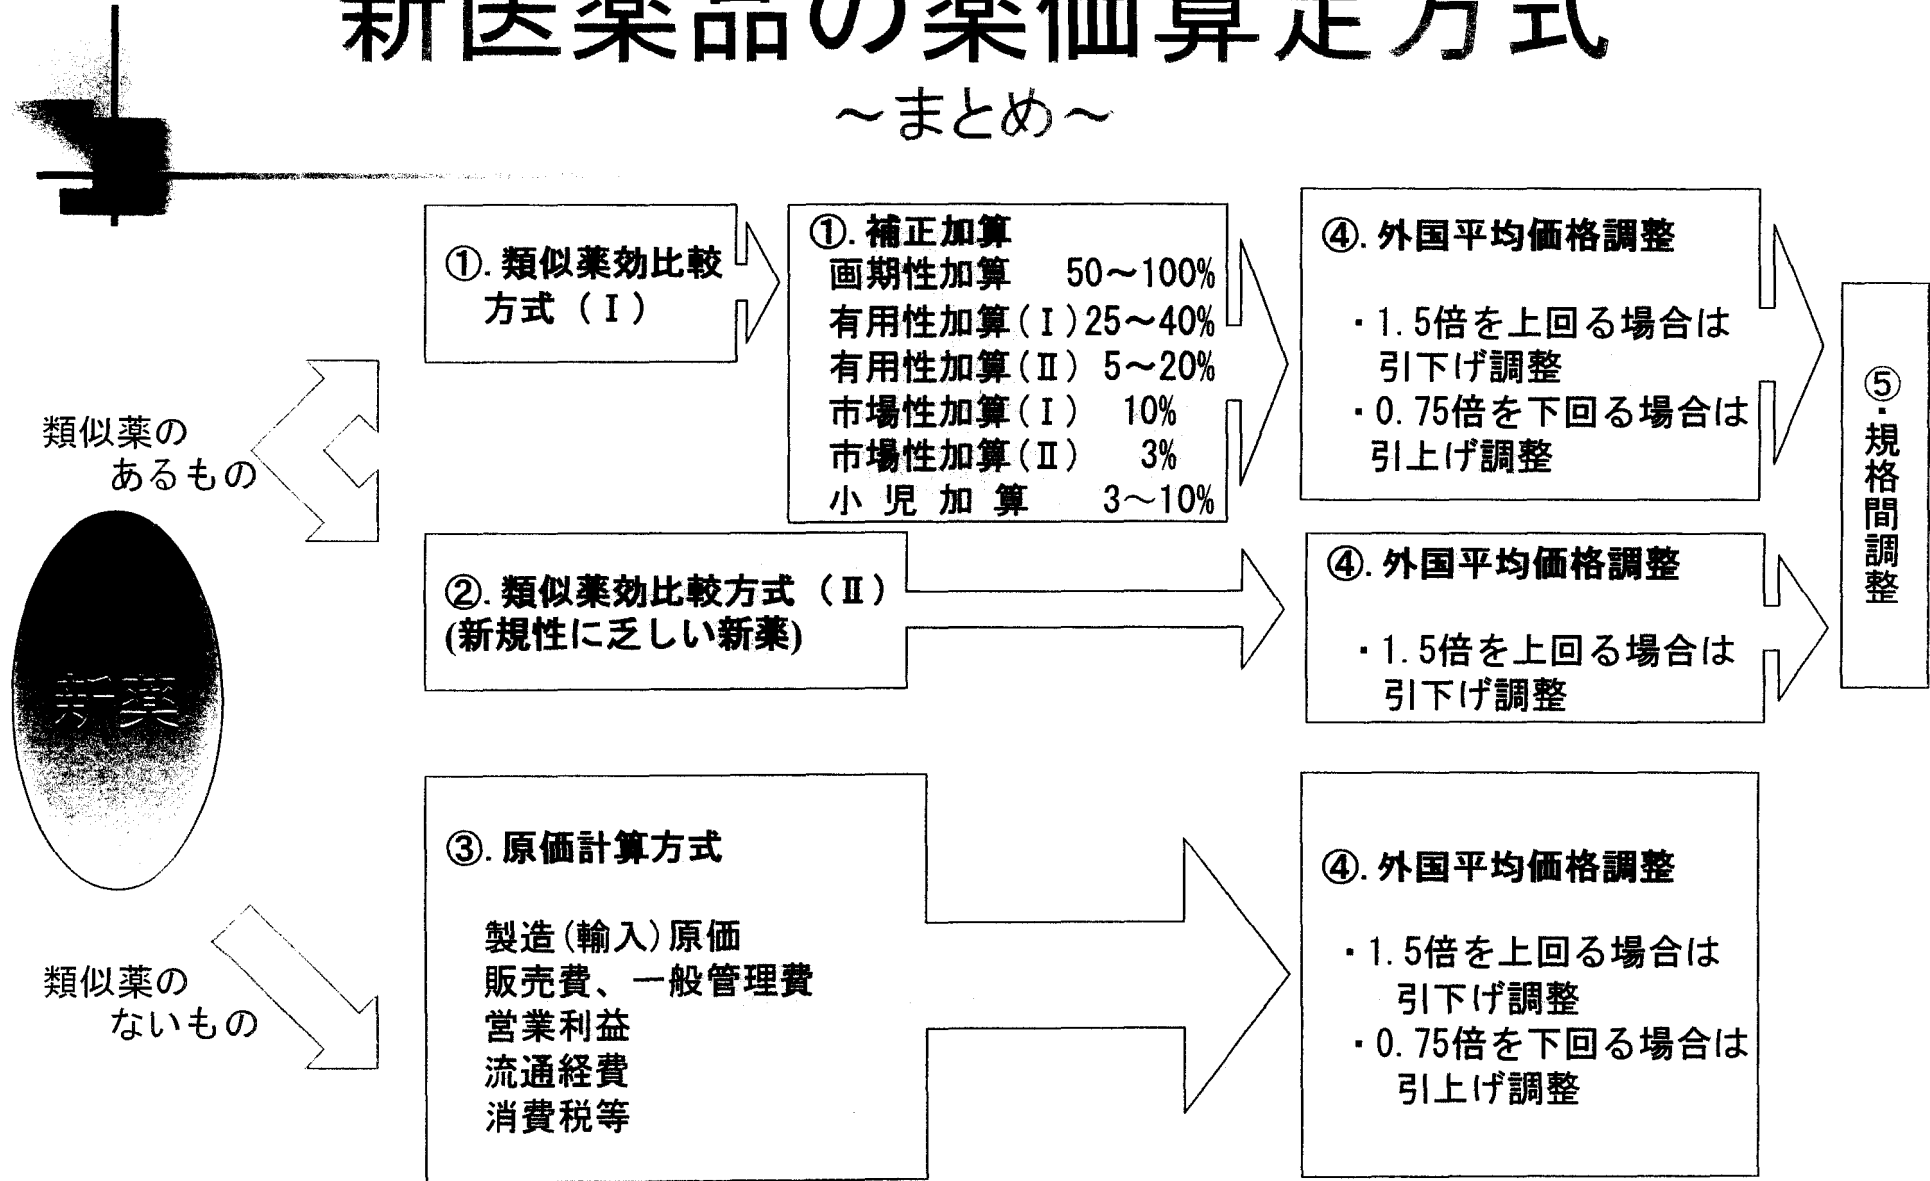 新医薬品の薬価算定方式
～まとめ～
類似薬の
あるもの
新薬
類似薬の
ないもの
①.類似薬効比較
方式（Ⅰ）
①.補正加算
画期性加算 50～100%
有用性加算(Ⅰ)25～40%
有用性加算(Ⅱ) 5～20%
市場性加算(Ⅰ) 10%
市場性加算(Ⅱ) 3%
小児加算 3～10%
④.外国平均価格調整
・1.5倍を上回る場合は
引下げ調整
・0.75倍を下回る場合は
引上げ調整
②.類似薬効比較方式（Ⅱ）
(新規性に乏しい新薬)
④.外国平均価格調整
・1.5倍を上回る場合は
引下げ調整
⑤・規格間調整
③.原価計算方式
製造(輸入)原価
販売費、一般管理費
営業利益
流通経費
消費税等
④.外国平均価格調整
・1.5倍を上回る場合は
引下げ調整
・0.75倍を下回る場合は
引上げ調整